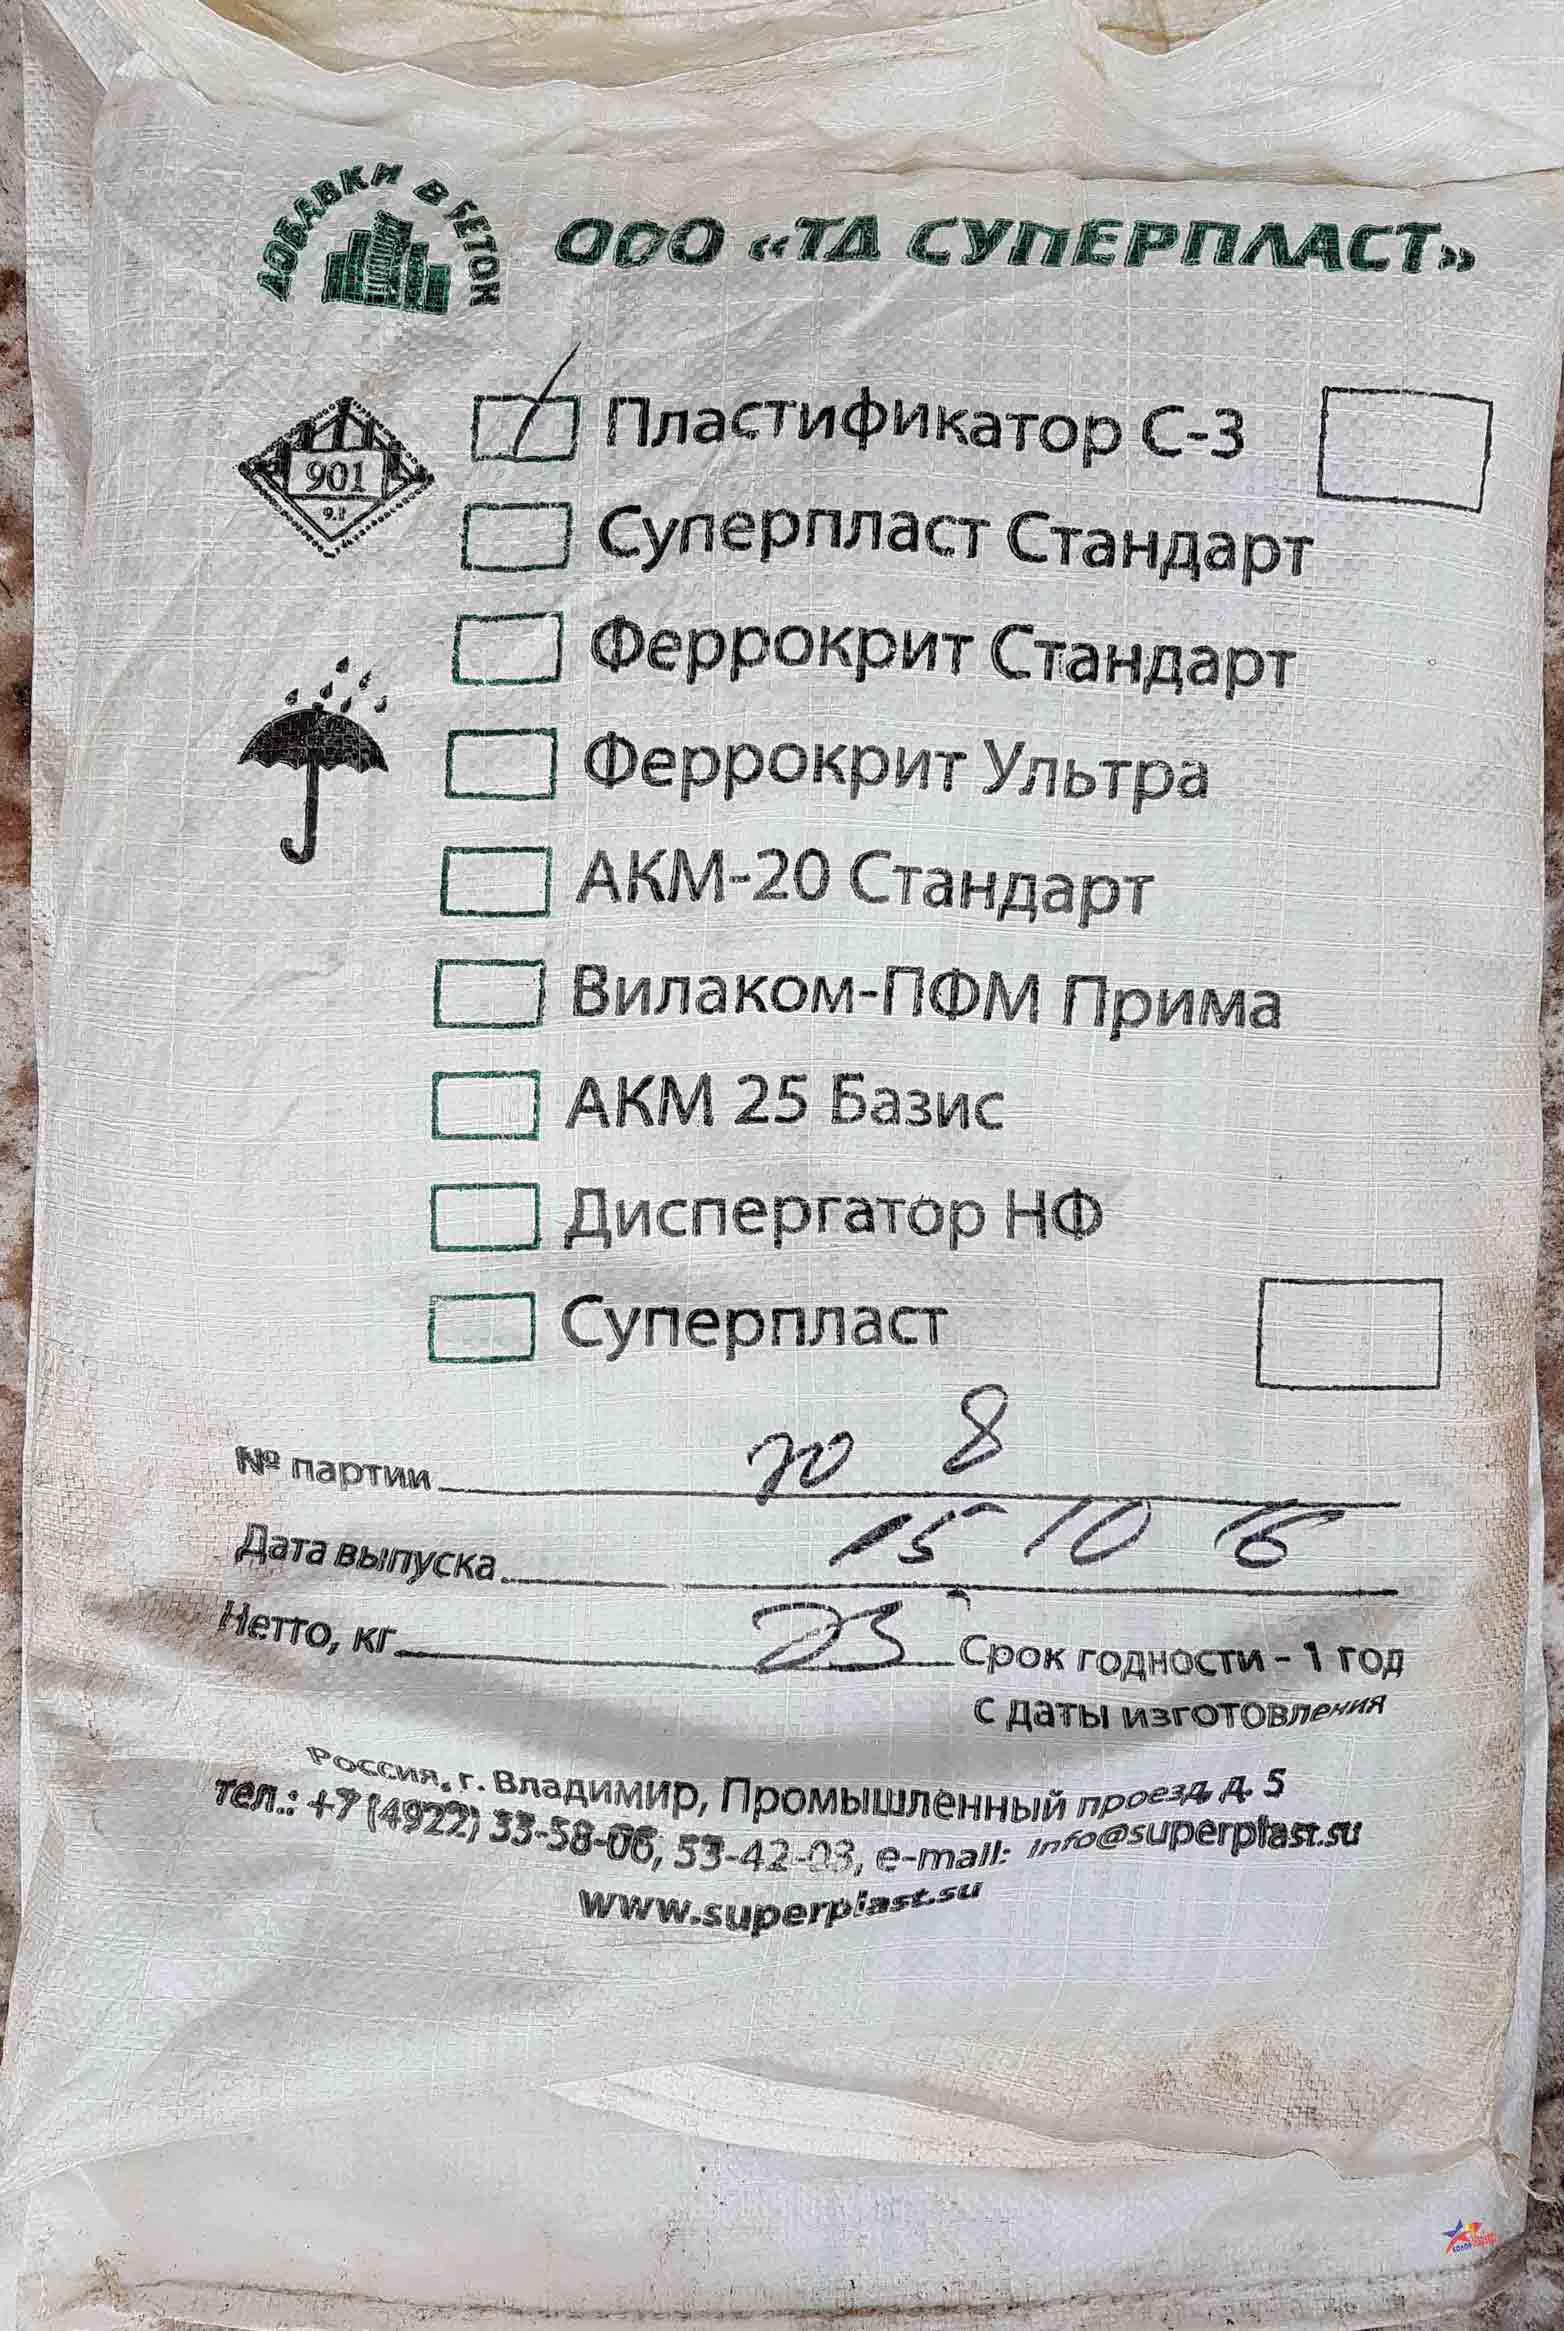 ДОБАВКИ В БЕТОН
ООО «ТД СУПЕРПЛАСТ»
Пластификатор С-3
901
9.1
Суперпласт Стандарт
Феррокрит Стандарт
Феррокрит Ультра
АКМ-20 Стандарт
Вилаком-ПФМ Прима
АКМ 25 Базис
Диспергатор НФ
Суперпласт
№ партии 8
Дата выпуска 15 10 16
Нетто, кг 23 Срок годности - 1 год
с даты изготовления
Россия, г. Владимир, Промышленный проезд, д. 5
тел.: +7 (4922) 33-58-06, 53-42-03, e-mail: info@superplast.su
www.superplast.su